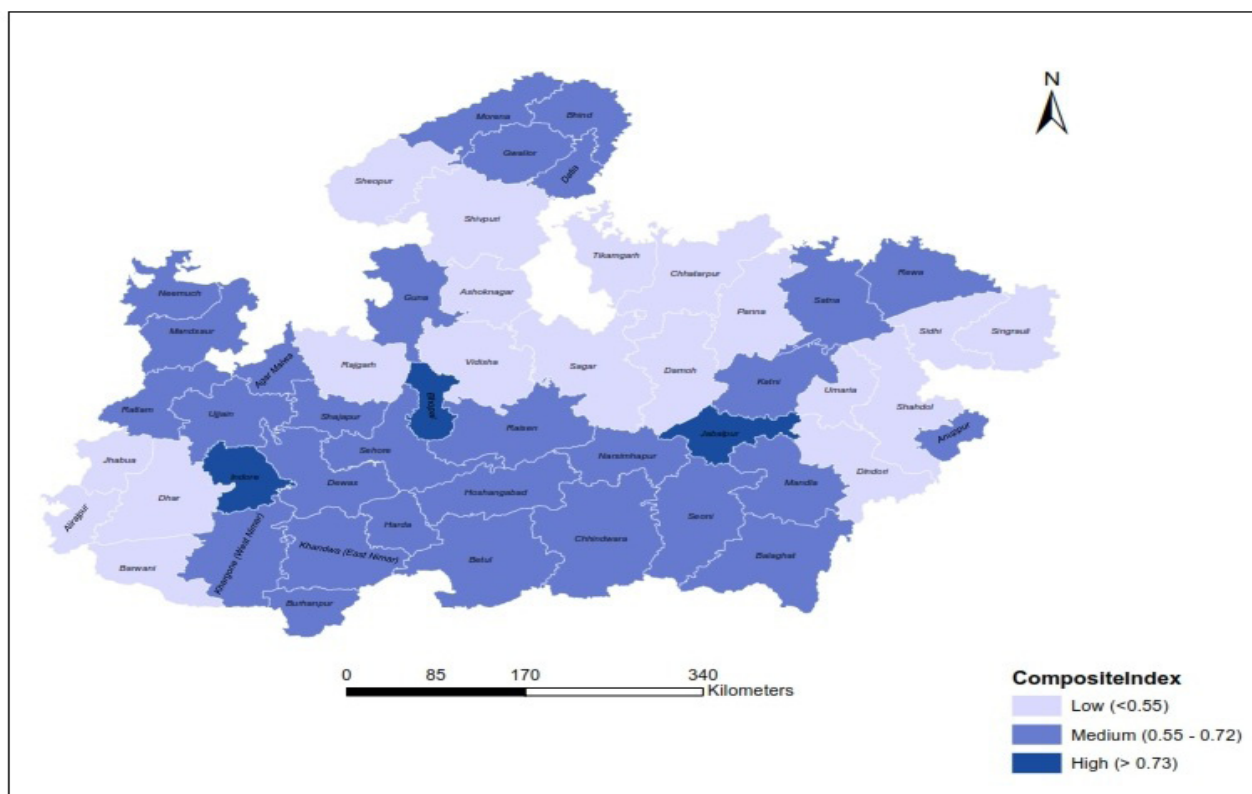 N
Morena
Bhind
Gwalior
Datia
Sheopur
Shivpuri
Tikamgarh
Chhatarpur
Neemuch
Guna
Ashoknagar
Panna
Satna
Rewa
Mandsaur
Sidhi
Singrauli
Agar Malwa
Rajgarh
Vidisha
Sagar
Damoh
Katni
Umaria
Ratlam
Ujjain
Shajapur
Bhopal
Raisen
Jabalpur
Shahdol
Anuppur
Jhabua
Indore
Sehore
Narsimhapur
Dindori
Alirajpur
Dhar
Dewas
Hoshangabad
Mandla
Harda
Seoni
Barwani
Khargone (West Nimar)
Khandwa (East Nimar)
Betul
Chhindwara
Balaghat
Burhanpur
0 85 170 340
Kilometers
CompositeIndex
Low (<0.55)
Medium (0.55 - 0.72)
High (> 0.73)